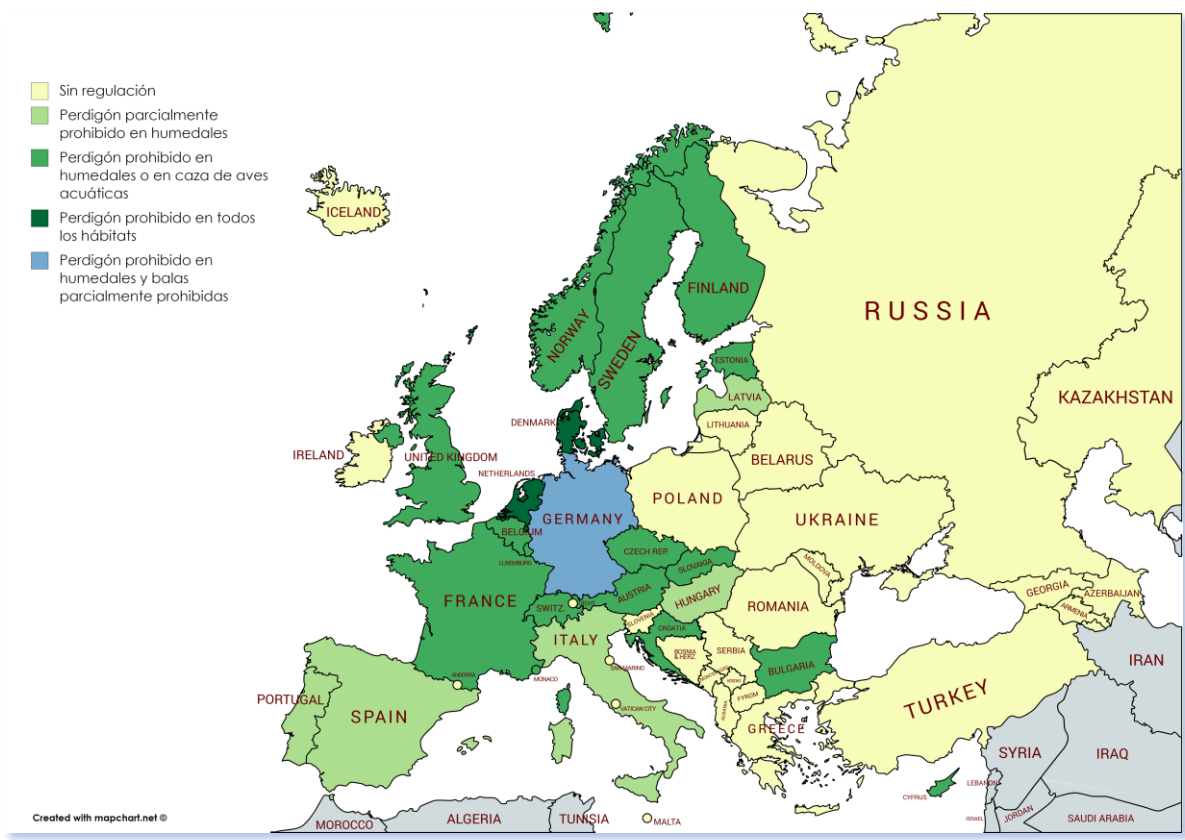 Sin regulación
Perdigón parcialmente
prohibido en humedales
Perdigón prohibido en
humedales o en caza de aves
acuáticas
Perdigón prohibido en todos
los hábitats
Perdigón prohibido en
humedales y balas
parcialmente prohibidas
ICELAND
RUSSIA
FINLAND
NORWAY
SWEDEN
ESTONIA
LATVIA
LITHUANIA
KAZAKHSTAN
DENMARK
IRELAND
UNITED KINGDOM
BELARUS
NETHERLANDS
POLAND
GERMANY
UKRAINE
BELGIUM
LUXEMBURG
CZECH REP.
SLOVAKIA
MOLDOVA
FRANCE
SWITZ.
AUSTRIA
HUNGARY
ROMANIA
GEORGIA
AZERBAIJAN
ARMENIA
SLOVENIA
CROATIA
ITALY
BOSNIA
& HERZ.
SERBIA
SAN MARINO
BULGARIA
IRAN
ANDORRA
MONACO
MONTENEGRO
KOSOVO
PORTUGAL
SPAIN
VATICAN CITY
FYROM
ALBANIA
TURKEY
GREECE
SYRIA
IRAQ
LEBANON
CYPRUS
Created with mapchart.net ©
MOROCCO
ALGERIA
TUNISIA
MALTA
ISRAEL
JORDAN
SAUDI ARABIA